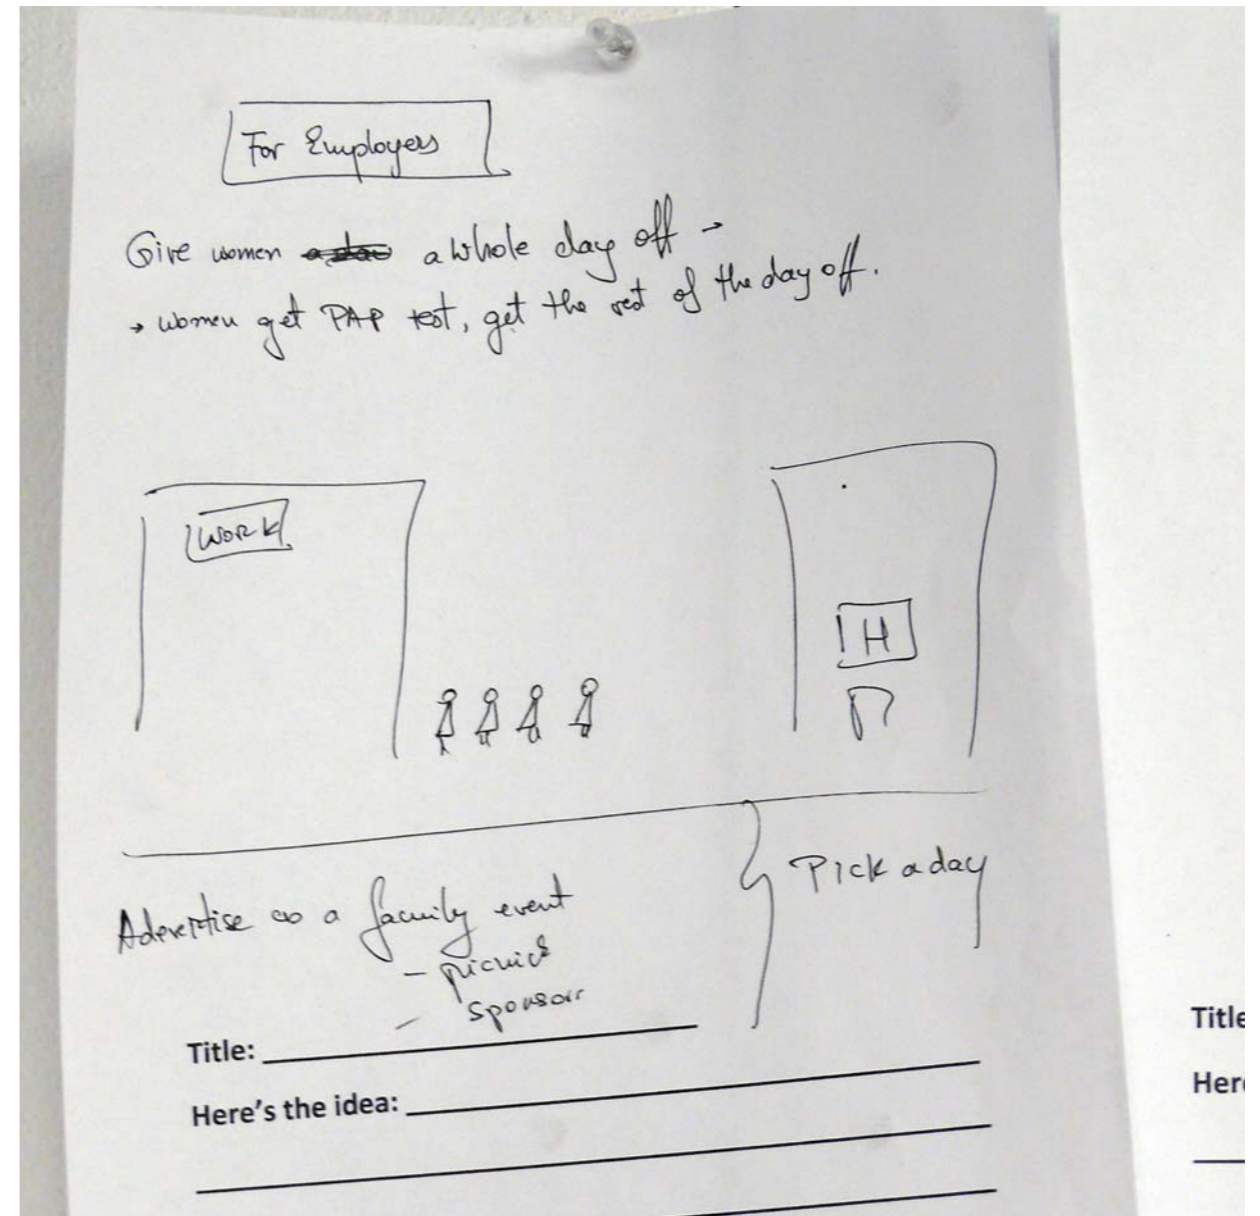 For Employers
Give women a day a whole day off →
→ women get PAP test, get the rest of the day off.
WORK
H
Advertise as a family event
- picnic
- sponsor
Pick a day
Title:
Here's the idea:
Title
Here